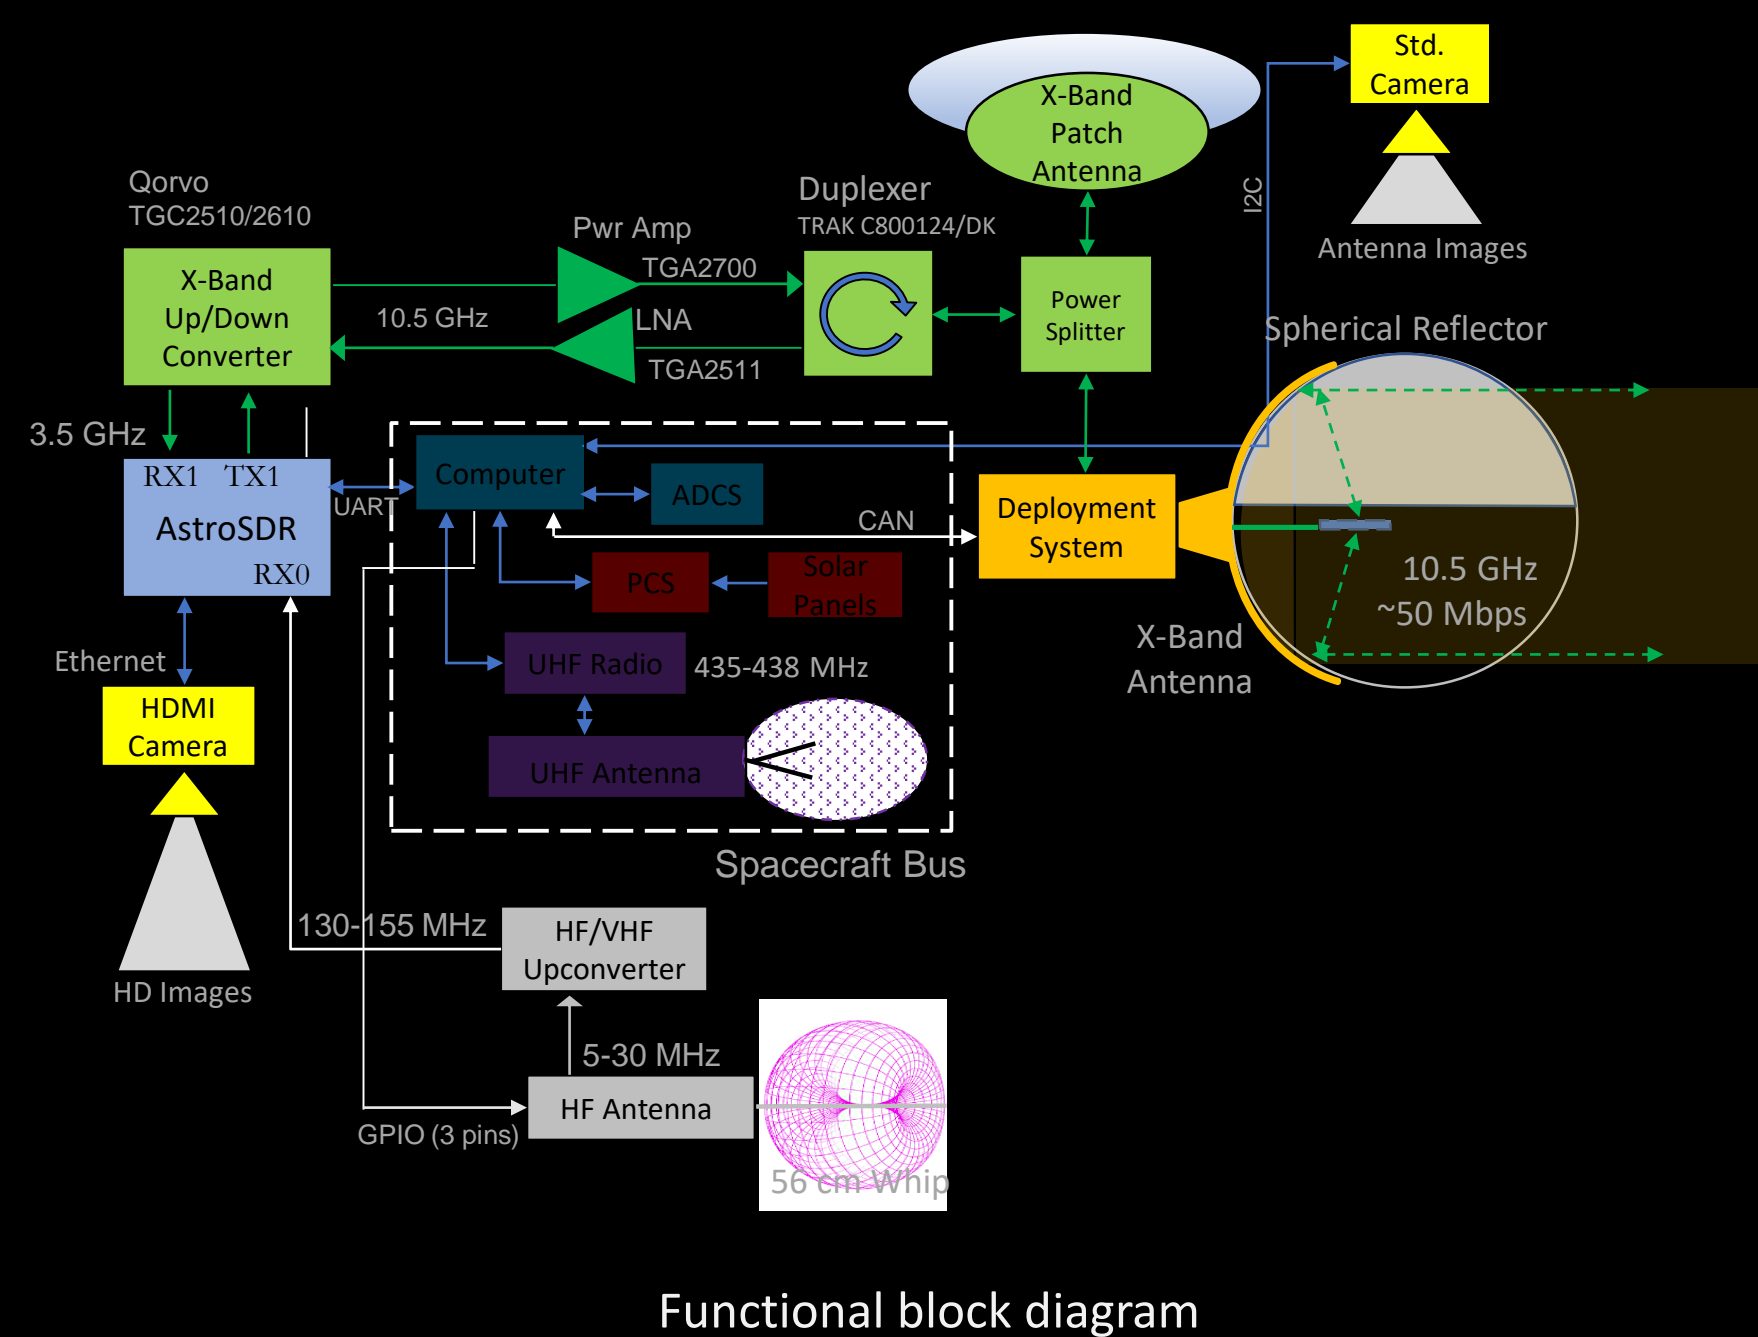 Std.
Camera
X-Band
Patch
Antenna
I2C
Antenna Images
Qorvo
TGC2510/2610
Duplexer
TRAK C800124/DK
Pwr Amp
TGA2700
X-Band
Up/Down
Converter
10.5 GHz
LNA
TGA2511
Power
Splitter
Spherical Reflector
3.5 GHz
RX1 TX1
AstroSDR
RX0
UART
Computer
ADCS
CAN
Deployment
System
PCS
Solar
Panels
10.5 GHz
~50 Mbps
X-Band
Antenna
Ethernet
UHF Radio
435-438 MHz
HDMI
Camera
UHF Antenna
Spacecraft Bus
130-155 MHz
HF/VHF
Upconverter
HD Images
5-30 MHz
HF Antenna
GPIO (3 pins)
56 cm Whip
Functional block diagram